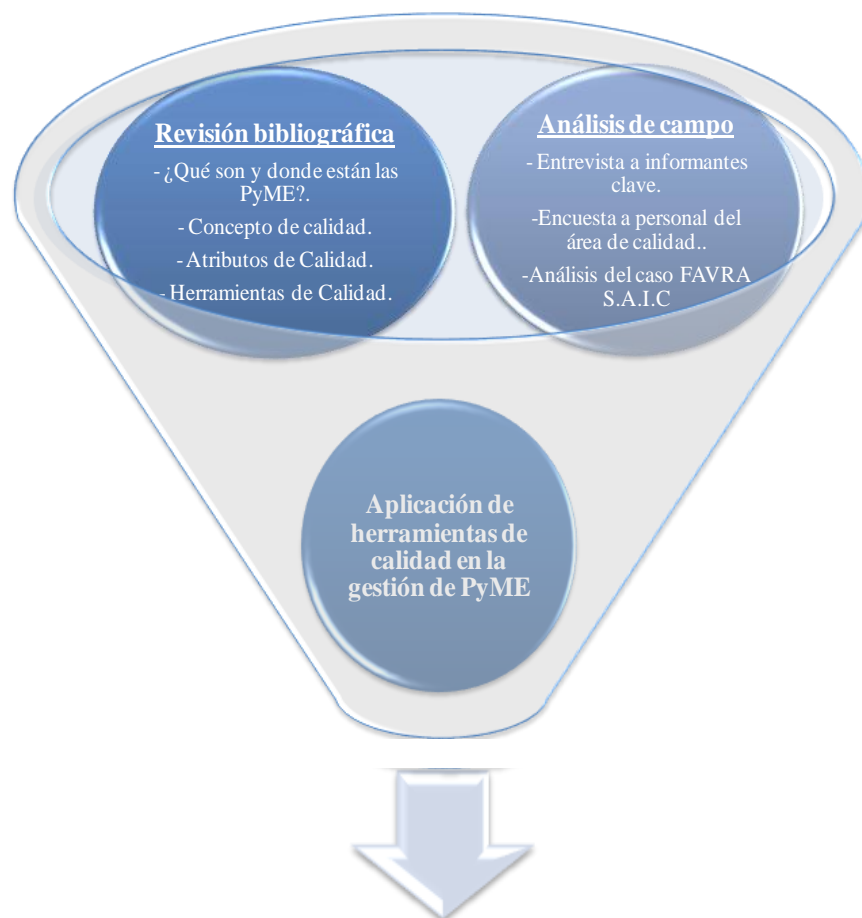 Revisión bibliográfica
- ¿Qué son y donde están las
PyME?.
- Concepto de calidad.
- Atributos de Calidad.
- Herramientas de Calidad.
Análisis de campo
- Entrevista a informantes
clave.
-Encuesta a personal del
área de calidad..
-Análisis del caso FAVRA
S.A.I.C
Aplicación de
herramientas de
calidad en la
gestión de PyME